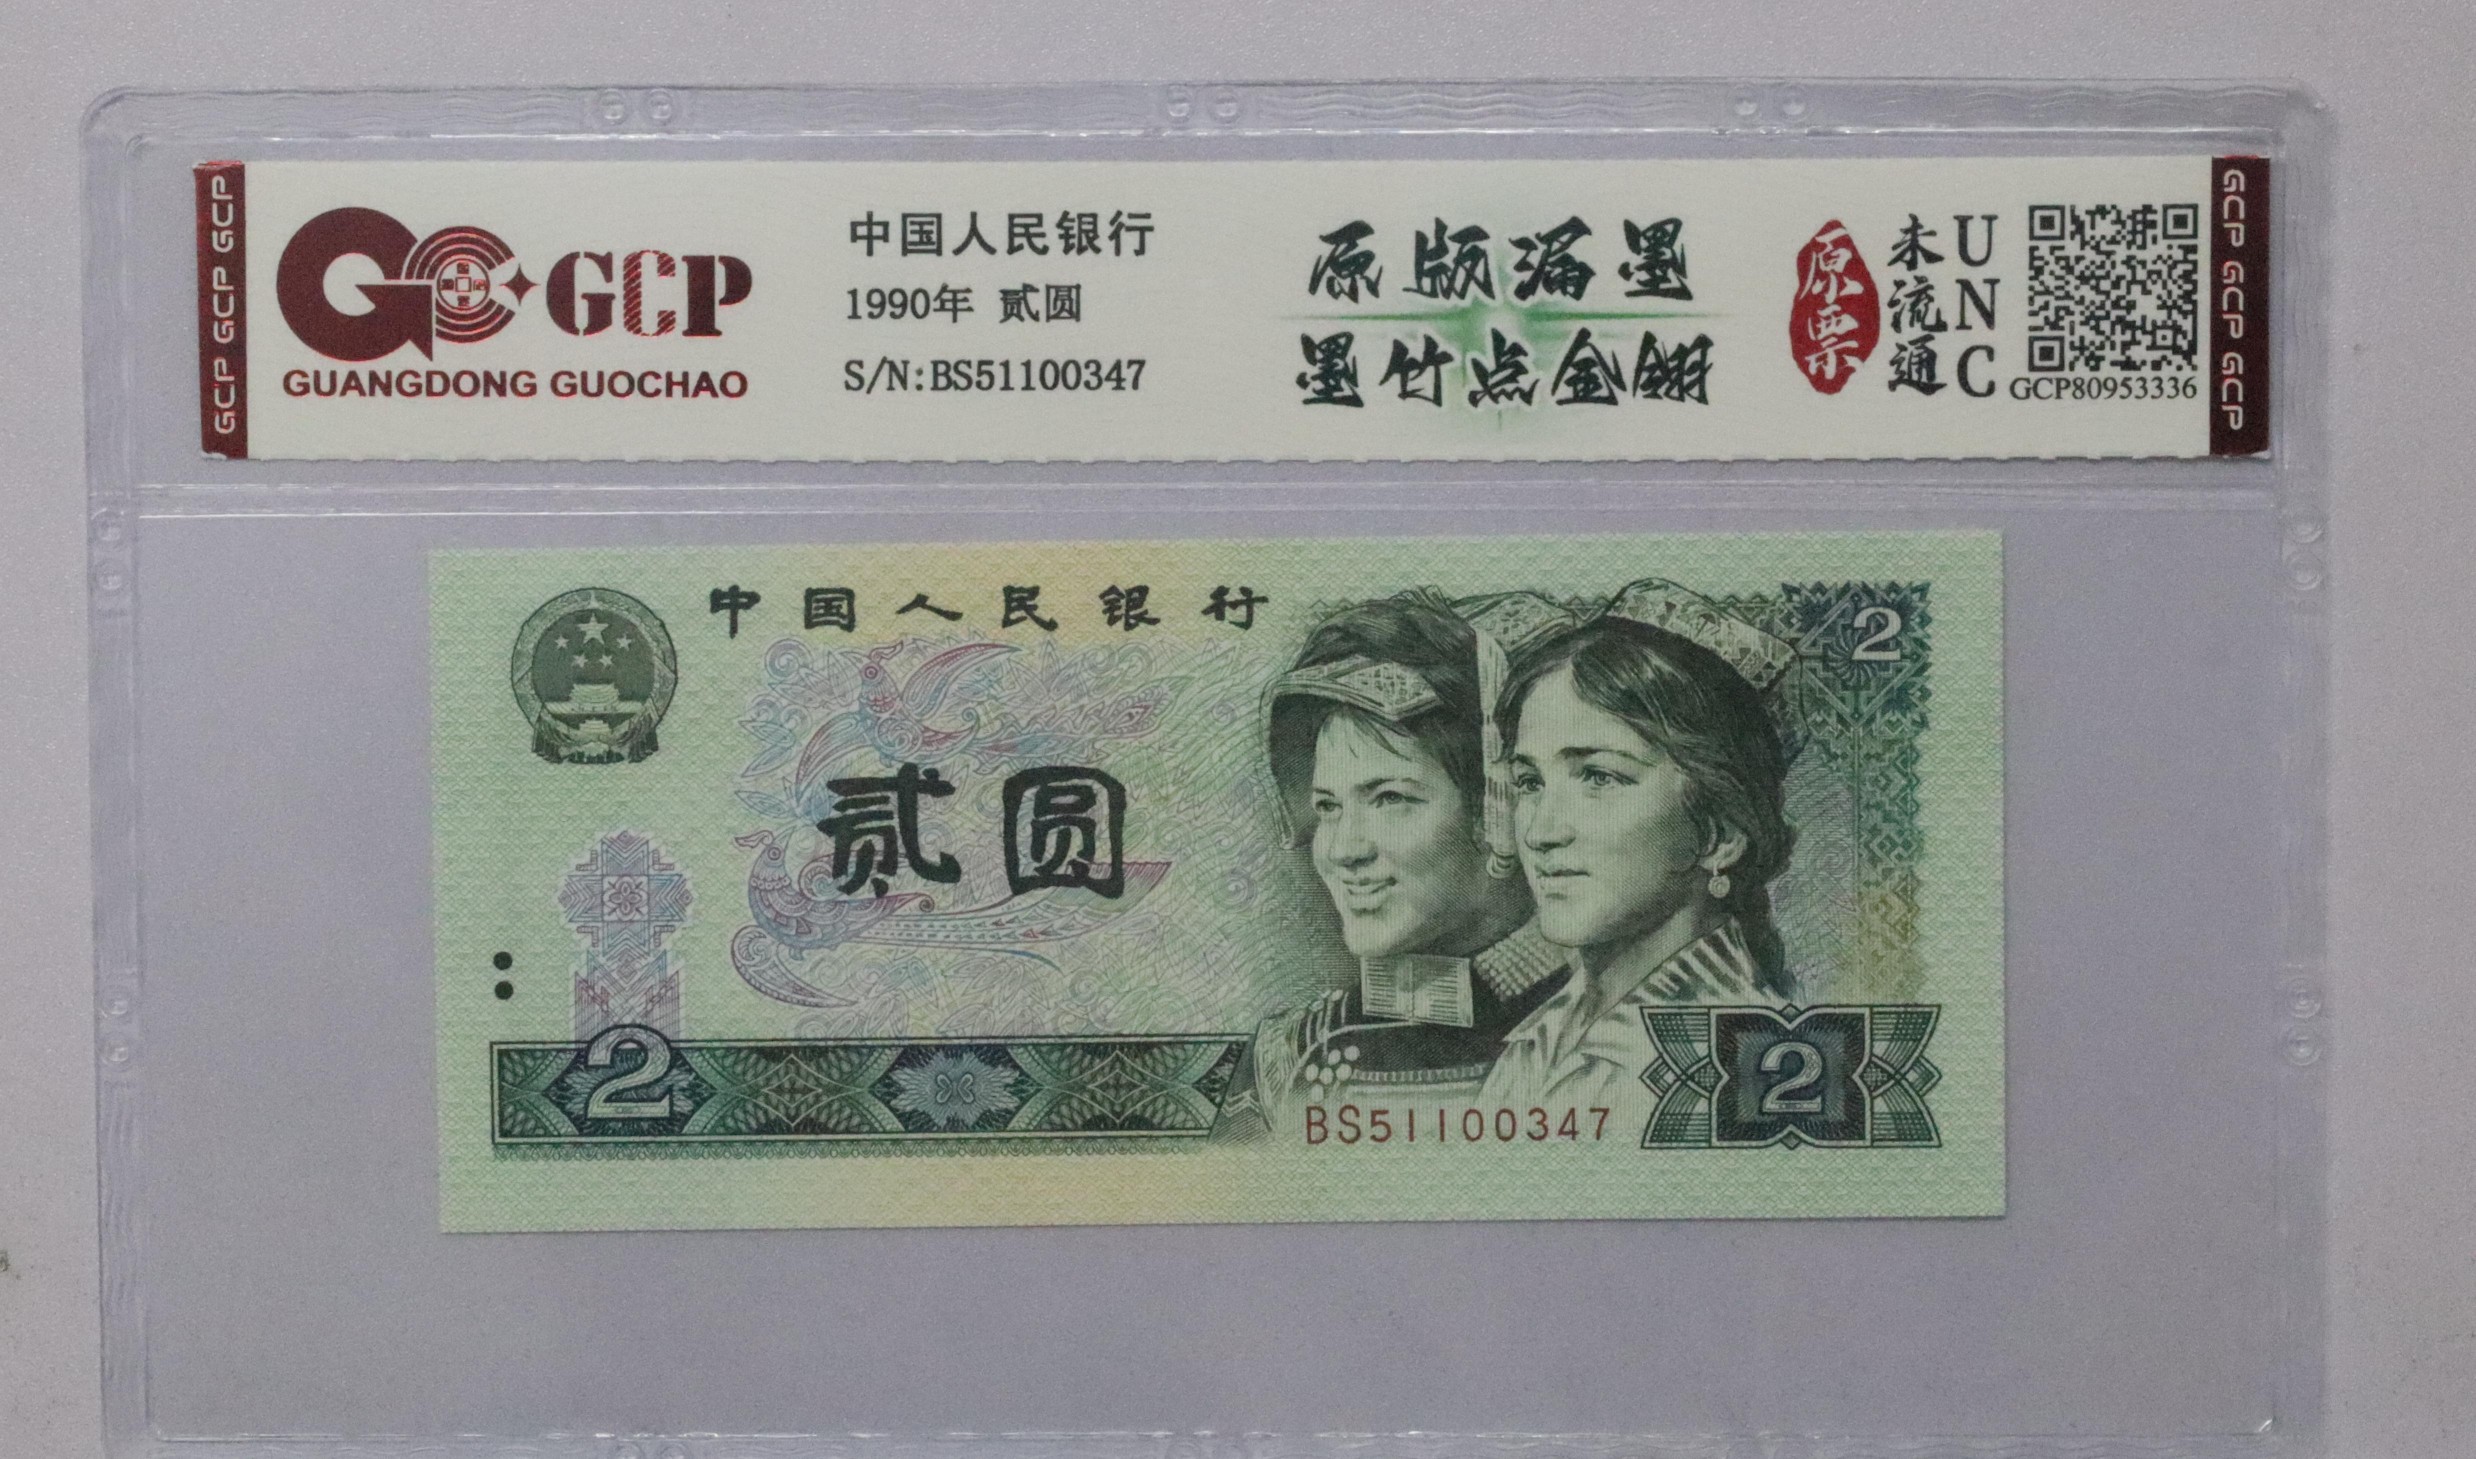 GCP GCP GCP
GCP
GUANGDONG GUOCHAO
中国人民银行
1990年 贰圆
S/N:BS51100347
原版漏墨
墨竹点金翎
原票
未流通
UNC
GCP80953336
GCP GCP GCP
中国人民银行
2
贰圆
2
BS51100347
2